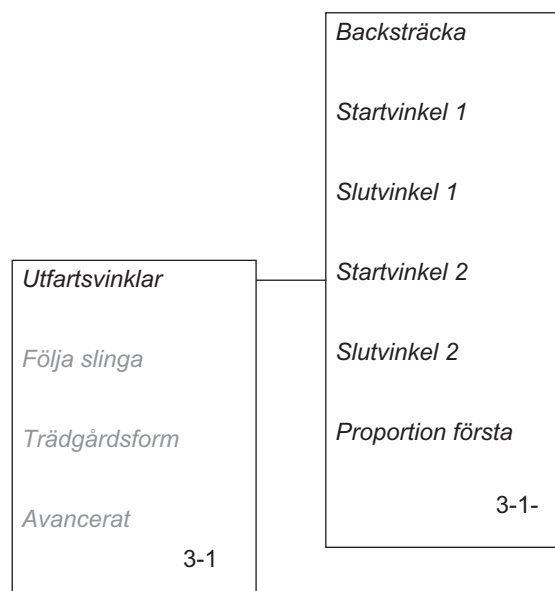 Utfartsvinklar
Följa slinga
Trädgårdsform
Avancerat
3-1
Backsträcka
Startvinkel 1
Slutvinkel 1
Startvinkel 2
Slutvinkel 2
Proportion första
3-1-